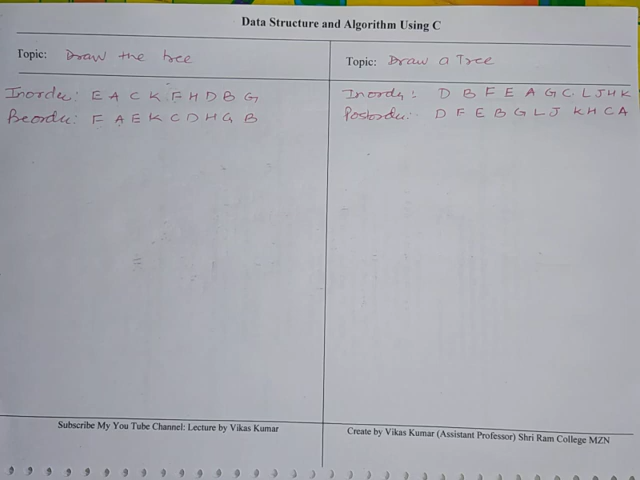 Data Structure and Algorithm Using C
Topic: Draw the tree
Inorder: E A C K F H D B G
Preorder: F A E K C D H G B
Topic: Draw a Tree
Inorder: D B F E A G C L J H K
Postorder: D F E B G L J K H C A
Subscribe My You Tube Channel: Lecture by Vikas Kumar
Create by Vikas Kumar (Assistant Professor) Shri Ram College MZN